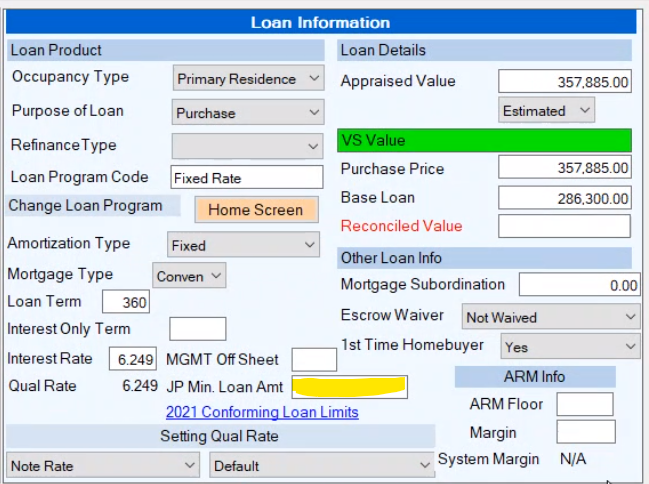 Loan Information
Loan Product
Occupancy Type Primary Residence
Purpose of Loan Purchase
RefinanceType
Loan Program Code Fixed Rate
Change Loan Program Home Screen
Amortization Type Fixed
Mortgage Type Conven
Loan Term 360
Interest Only Term
Interest Rate 6.249 MGMT Off Sheet
Qual Rate 6.249 JP Min. Loan Amt
2021 Conforming Loan Limits
Setting Qual Rate
Note Rate Default
Loan Details
Appraised Value 357,885.00
Estimated
VS Value
Purchase Price 357,885.00
Base Loan 286,300.00
Reconciled Value
Other Loan Info
Mortgage Subordination 0.00
Escrow Waiver Not Waived
1st Time Homebuyer Yes
ARM Info
ARM Floor
Margin
System Margin N/A